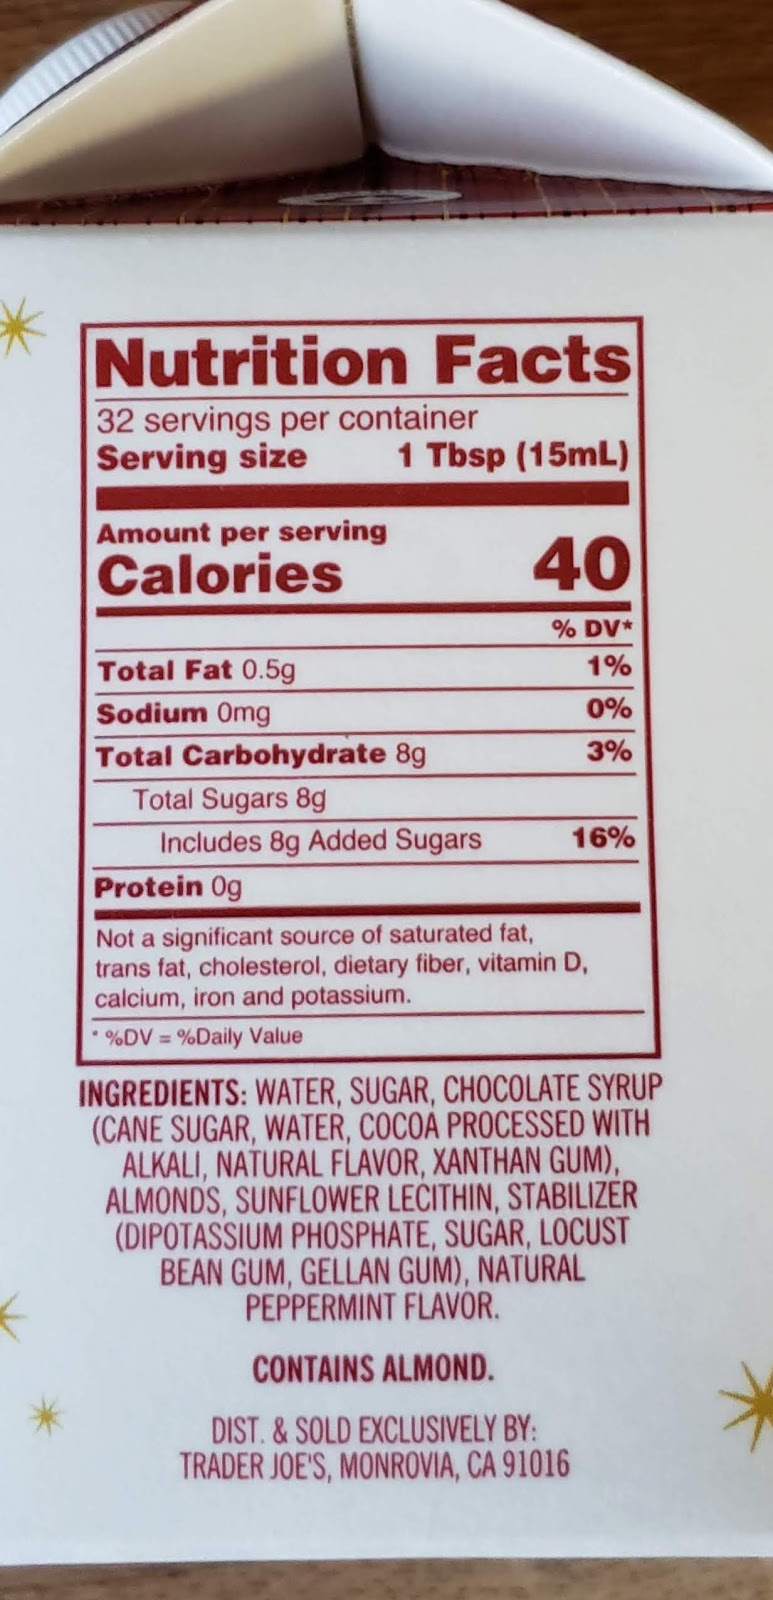 Nutrition Facts
32 servings per container
Serving size 1 Tbsp (15mL)
Amount per serving
Calories 40
% DV*
Total Fat 0.5g 1%
Sodium 0mg 0%
Total Carbohydrate 8g 3%
Total Sugars 8g
Includes 8g Added Sugars 16%
Protein 0g
Not a significant source of saturated fat,
trans fat, cholesterol, dietary fiber, vitamin D,
calcium, iron and potassium.
* %DV = %Daily Value
INGREDIENTS: WATER, SUGAR, CHOCOLATE SYRUP
(CANE SUGAR, WATER, COCOA PROCESSED WITH
ALKALI, NATURAL FLAVOR, XANTHAN GUM),
ALMONDS, SUNFLOWER LECITHIN, STABILIZER
(DIPOTASSIUM PHOSPHATE, SUGAR, LOCUST
BEAN GUM, GELLAN GUM), NATURAL
PEPPERMINT FLAVOR.
CONTAINS ALMOND.
DIST. & SOLD EXCLUSIVELY BY:
TRADER JOE'S, MONROVIA, CA 91016